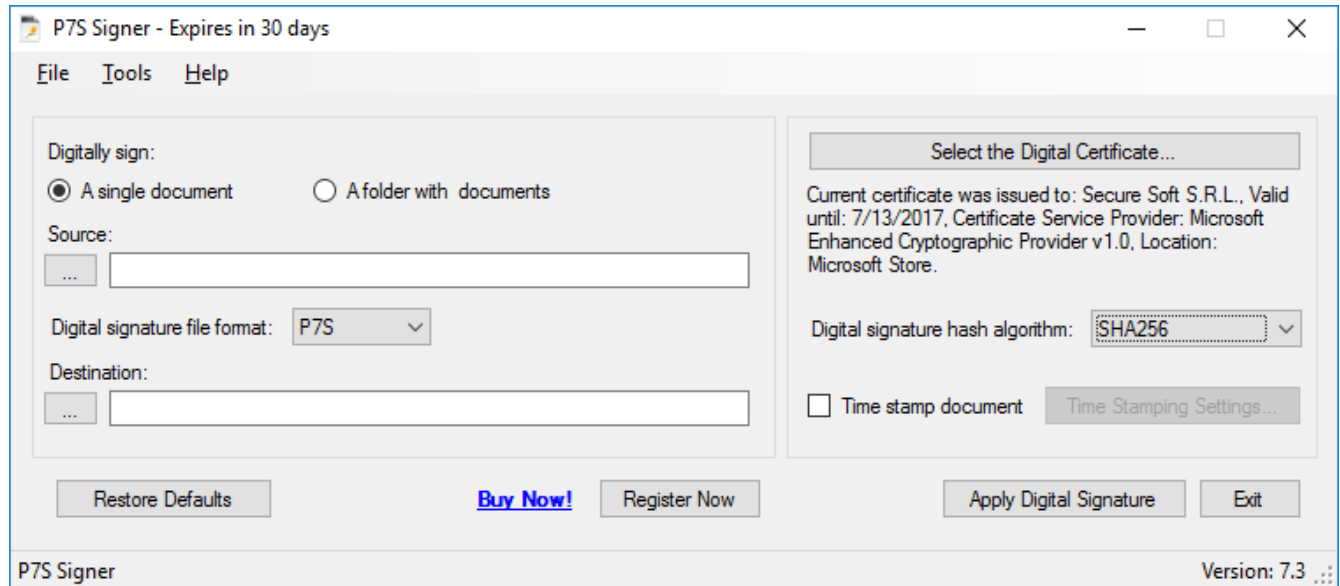 P7S Signer - Expires in 30 days
File Tools Help
Digitally sign:
A single document
A folder with documents
Source:
...
Digital signature file format: P7S
Destination:
...
Select the Digital Certificate...
Current certificate was issued to: Secure Soft S.R.L., Valid
until: 7/13/2017, Certificate Service Provider: Microsoft
Enhanced Cryptographic Provider v1.0, Location:
Microsoft Store.
Digital signature hash algorithm: SHA256
Time stamp document
Time Stamping Settings...
Restore Defaults
Buy Now!
Register Now
Apply Digital Signature
Exit
P7S Signer
Version: 7.3